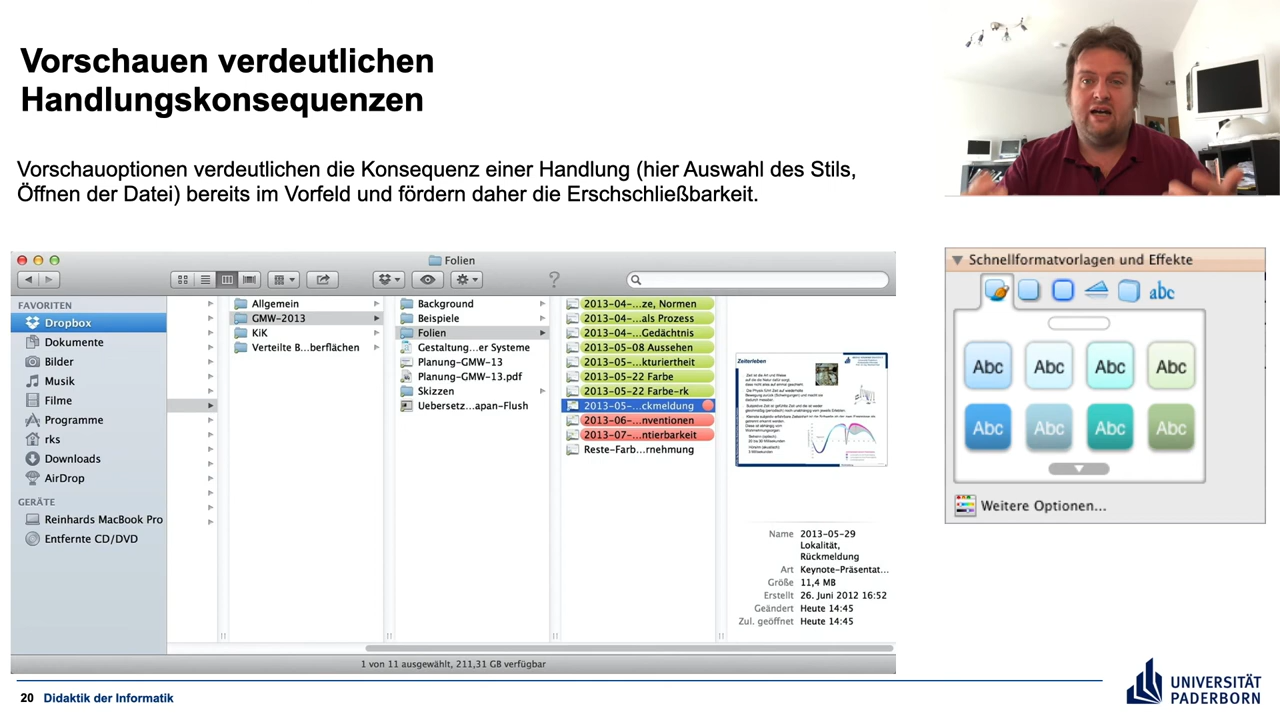 Vorschauen verdeutlichen
Handlungskonsequenzen
Vorschauoptionen verdeutlichen die Konsequenz einer Handlung (hier Auswahl des Stils,
Öffnen der Datei) bereits im Vorfeld und fördern daher die Erschschließbarkeit.
Folien
?
FAVORITEN
Dropbox
Dokumente
Bilder
Musik
Filme
Programme
rks
Downloads
AirDrop
GERÄTE
Reinhards MacBook Pro
Entfernte CD/DVD
Allgemein
GMW-2013
KiK
Verteilte B...berflächen
Background
Beispiele
Folien
Gestaltung...er Systeme
Planung-GMW-13
Planung-GMW-13.pdf
Skizzen
Uebersetz...apan-Flush
2013-04-...ze, Normen
2013-04-...als Prozess
2013-04-...Gedächtnis
2013-05-08 Aussehen
2013-05-...kturiertheit
2013-05-22 Farbe
2013-05-22 Farbe-rk
2013-05-...ckmeldung
2013-06-...nventionen
2013-07-...ntierbarkeit
Reste-Farb...rnehmung
Zeiterleben
Name 2013-05-29
Lokalität,
Rückmeldung
Art Keynote-Präsentat...
Größe 11,4 MB
Erstellt 26. Juni 2012 16:52
Geändert Heute 14:45
Zul. geöffnet Heute 14:45
1 von 11 ausgewählt, 211,31 GB verfügbar
Schnellformatvorlagen und Effekte
abc
Abc Abc Abc Abc
Abc Abc Abc Abc
Weitere Optionen...
20 Didaktik der Informatik
UNIVERSITÄT
PADERBORN